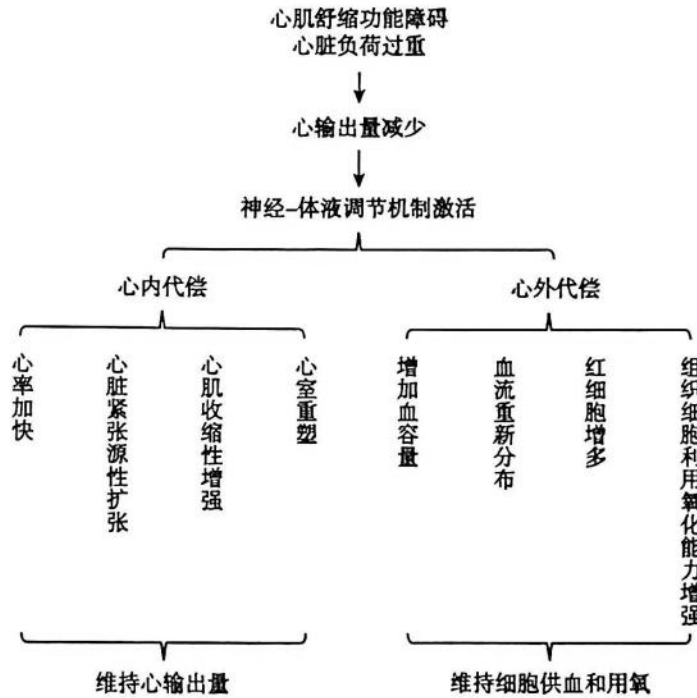 心肌舒缩功能障碍
心脏负荷过重
心输出量减少
神经-体液调节机制激活
心内代偿
心外代偿
心率加快
心脏紧张源性扩张
心肌收缩性增强
心室重塑
增加血容量
血流重新分布
红细胞增多
组织细胞利用氧化能力增强
维持心输出量
维持细胞供血和用氧